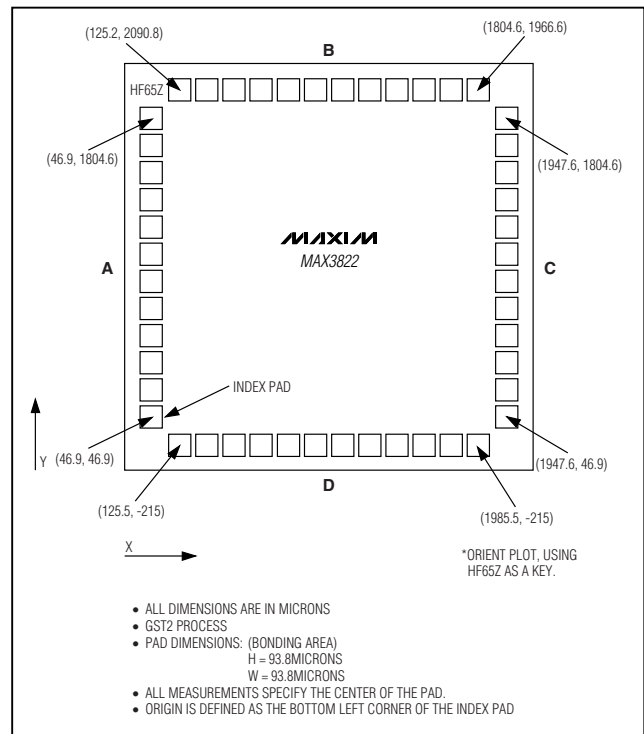 (125.2, 2090.8)
B
(1804.6, 1966.6)
HF65Z
(46.9, 1804.6)
(1947.6, 1804.6)
MAXIM
MAX3822
A
C
INDEX PAD
Y
(46.9, 46.9)
(1947.6, 46.9)
D
(125.5, -215)
(1985.5, -215)
X
*ORIENT PLOT, USING
HF65Z AS A KEY.
• ALL DIMENSIONS ARE IN MICRONS
• GST2 PROCESS
• PAD DIMENSIONS: (BONDING AREA)
H = 93.8MICRONS
W = 93.8MICRONS
• ALL MEASUREMENTS SPECIFY THE CENTER OF THE PAD.
• ORIGIN IS DEFINED AS THE BOTTOM LEFT CORNER OF THE INDEX PAD